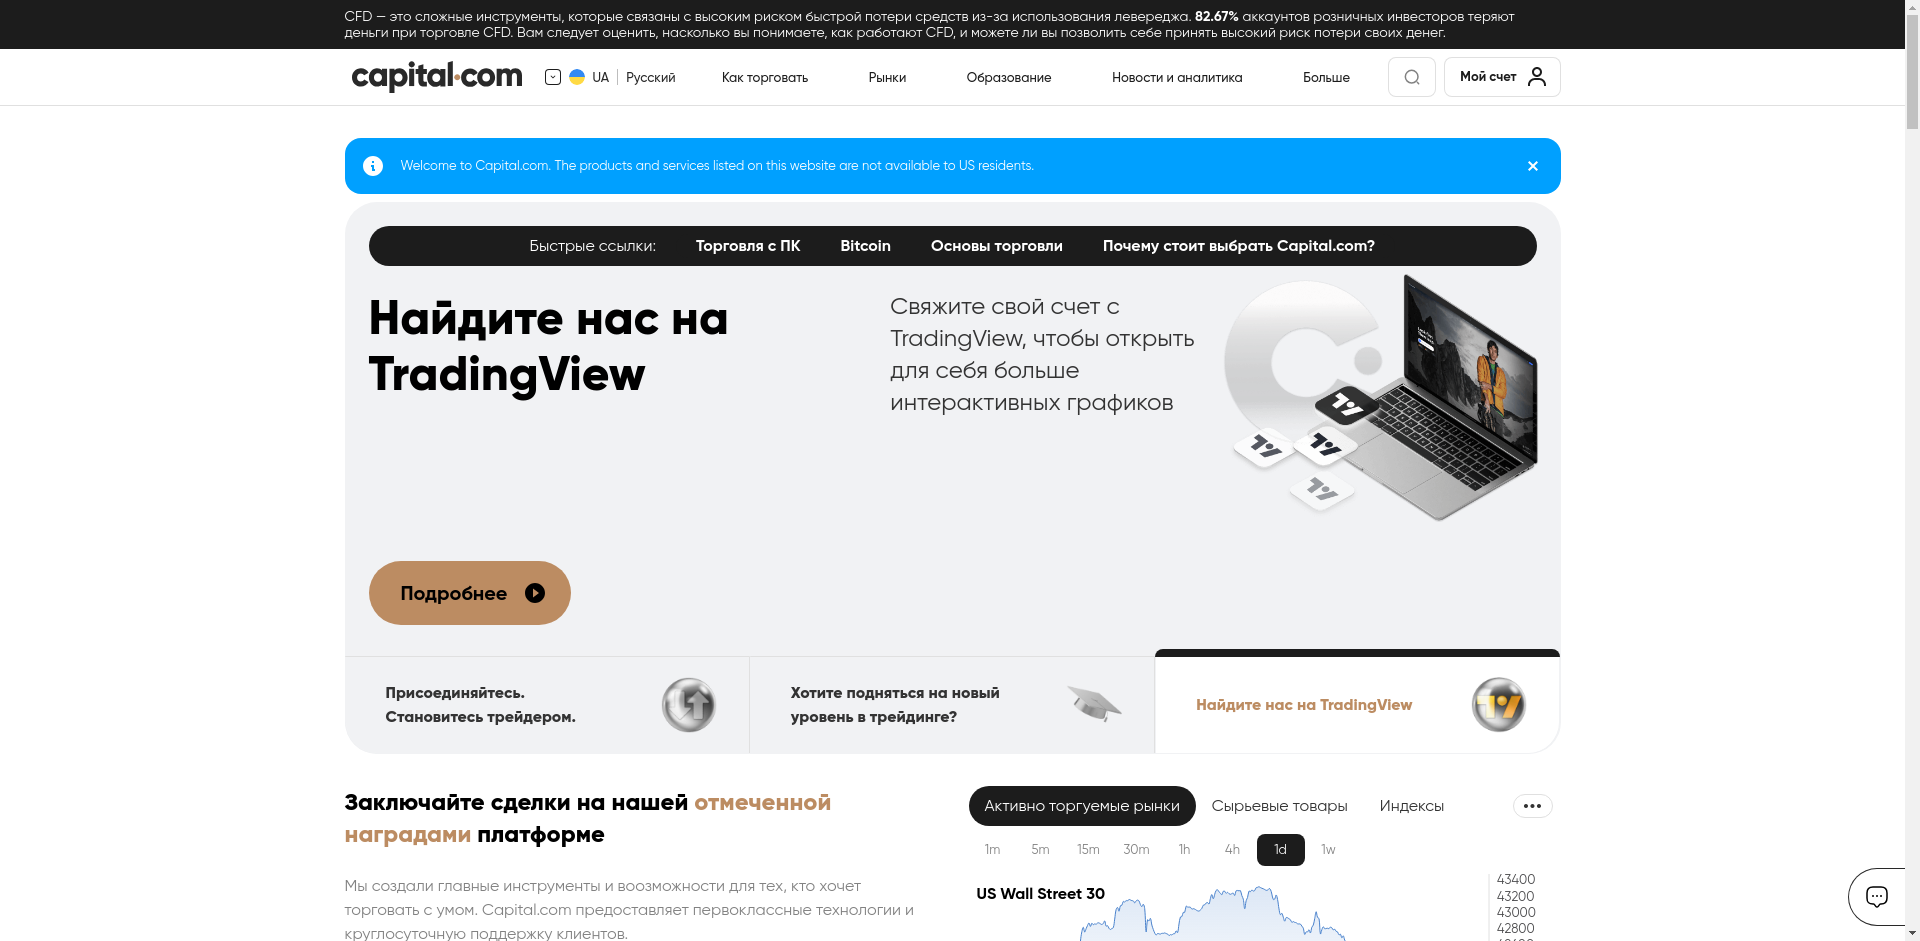 CFD — это сложные инструменты, которые связаны с высоким риском быстрой потери средств из-за использования левереджа. 82.67% аккаунтов розничных инвесторов теряют
деньги при торговле CFD. Вам следует оценить, насколько вы понимаете, как работают CFD, и можете ли вы позволить себе принять высокий риск потери своих денег.
capital.com UA Русский Как торговать Рынки Образование Новости и аналитика Больше Мой счет
Welcome to Capital.com. The products and services listed on this website are not available to US residents.
Быстрые ссылки: Торговля с ПК Bitcoin Основы торговли Почему стоит выбрать Capital.com?
Найдите нас на
TradingView
Свяжите свой счет с
TradingView, чтобы открыть
для себя больше
интерактивных графиков
Подробнее
Присоединяйтесь.
Становитесь трейдером.
Хотите подняться на новый
уровень в трейдинге?
Найдите нас на TradingView
Заключайте сделки на нашей отмеченной
наградами платформе
Мы создали главные инструменты и воозможности для тех, кто хочет
торговать с умом. Capital.com предоставляет первоклассные технологии и
круглосуточную поддержку клиентов.
Активно торгуемые рынки Сырьевые товары Индексы
1m 5m 15m 30m 1h 4h 1d 1w
US Wall Street 30
43400
43200
43000
42800